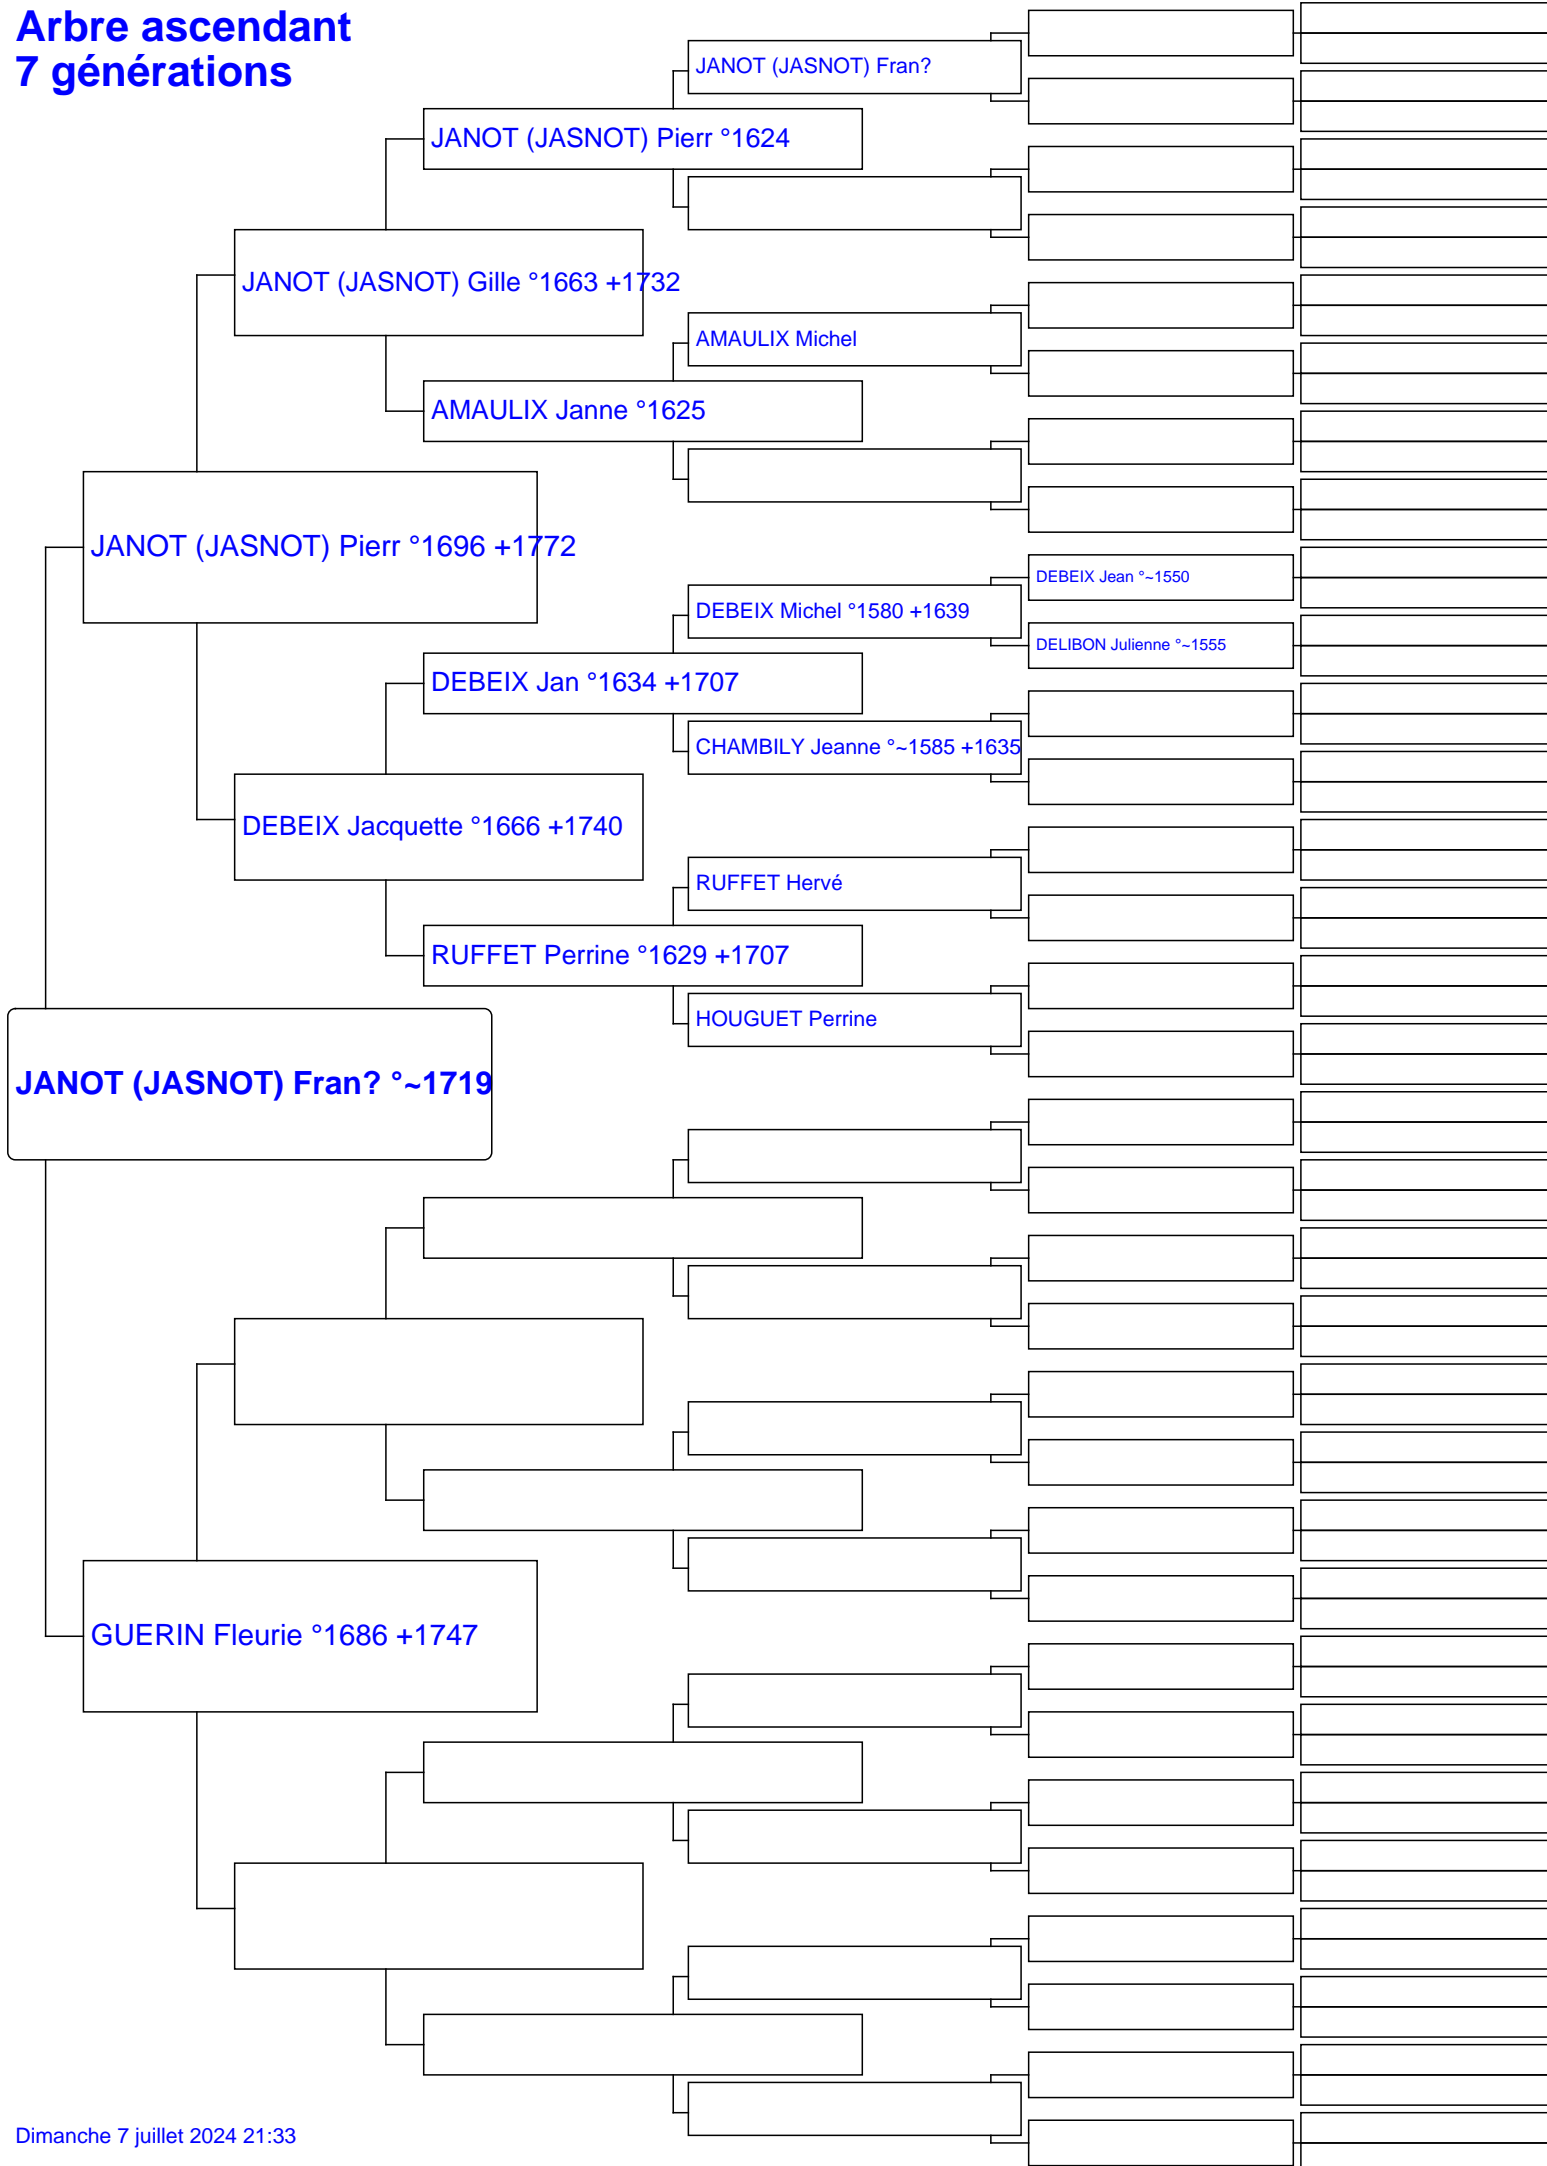 Arbre ascendant
7 générations
JANOT (JASNOT) Fran?
JANOT (JASNOT) Pierr °1624
JANOT (JASNOT) Gille °1663 +1732
AMAULIX Michel
AMAULIX Janne °1625
JANOT (JASNOT) Pierr °1696 +1772
DEBEIX Jean °~1550
DEBEIX Michel °1580 +1639
DELIBON Julienne °~1555
DEBEIX Jan °1634 +1707
CHAMBILY Jeanne °~1585 +1635
DEBEIX Jacquette °1666 +1740
RUFFET Hervé
RUFFET Perrine °1629 +1707
HOUGUET Perrine
JANOT (JASNOT) Fran? °~1719
GUERIN Fleurie °1686 +1747
Dimanche 7 juillet 2024 21:33